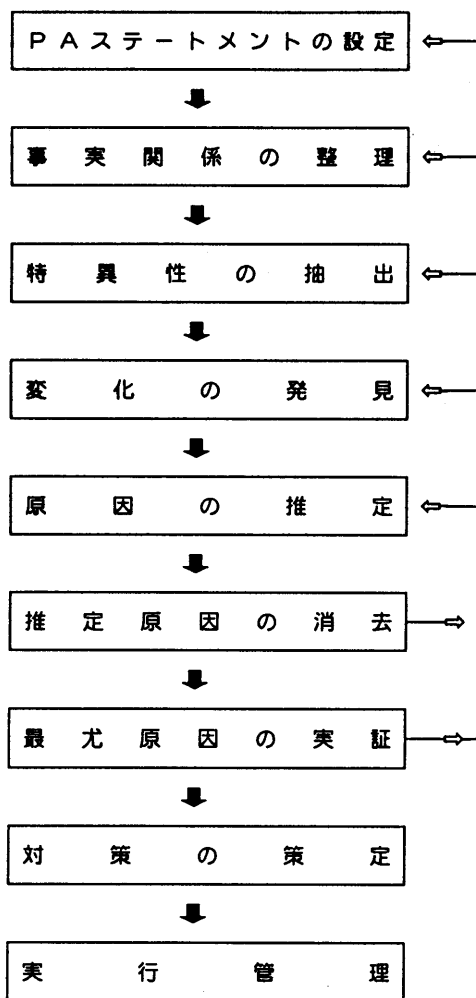 PAステートメントの設定
事実関係の整理
特異性の抽出
変化の発見
原因の推定
推定原因の消去
最尤原因の実証
対策の策定
実行管理